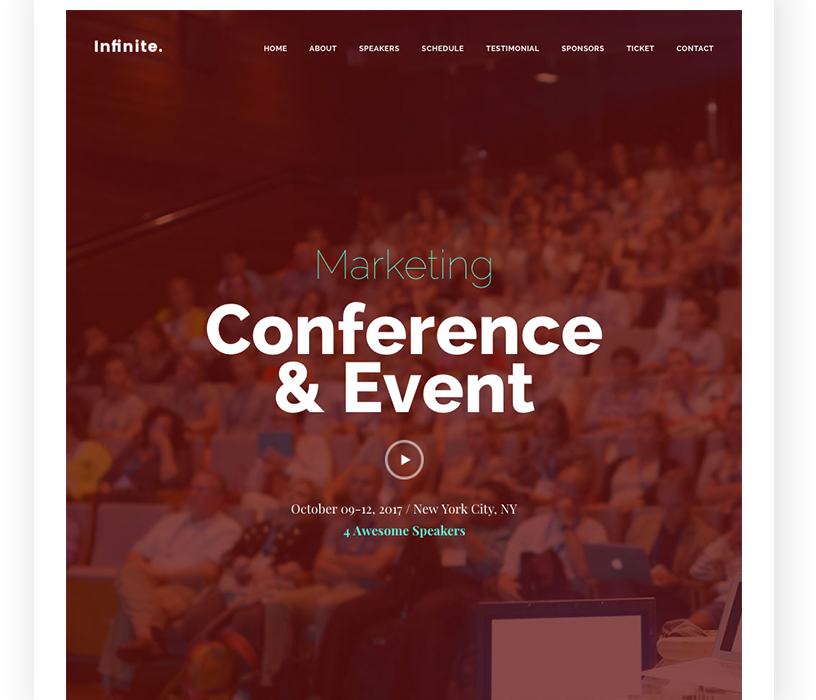 Infinite.
HOME ABOUT SPEAKERS SCHEDULE TESTIMONIAL SPONSORS TICKET CONTACT
Marketing
Conference
& Event
October 09-12, 2017 / New York City, NY
4 Awesome Speakers